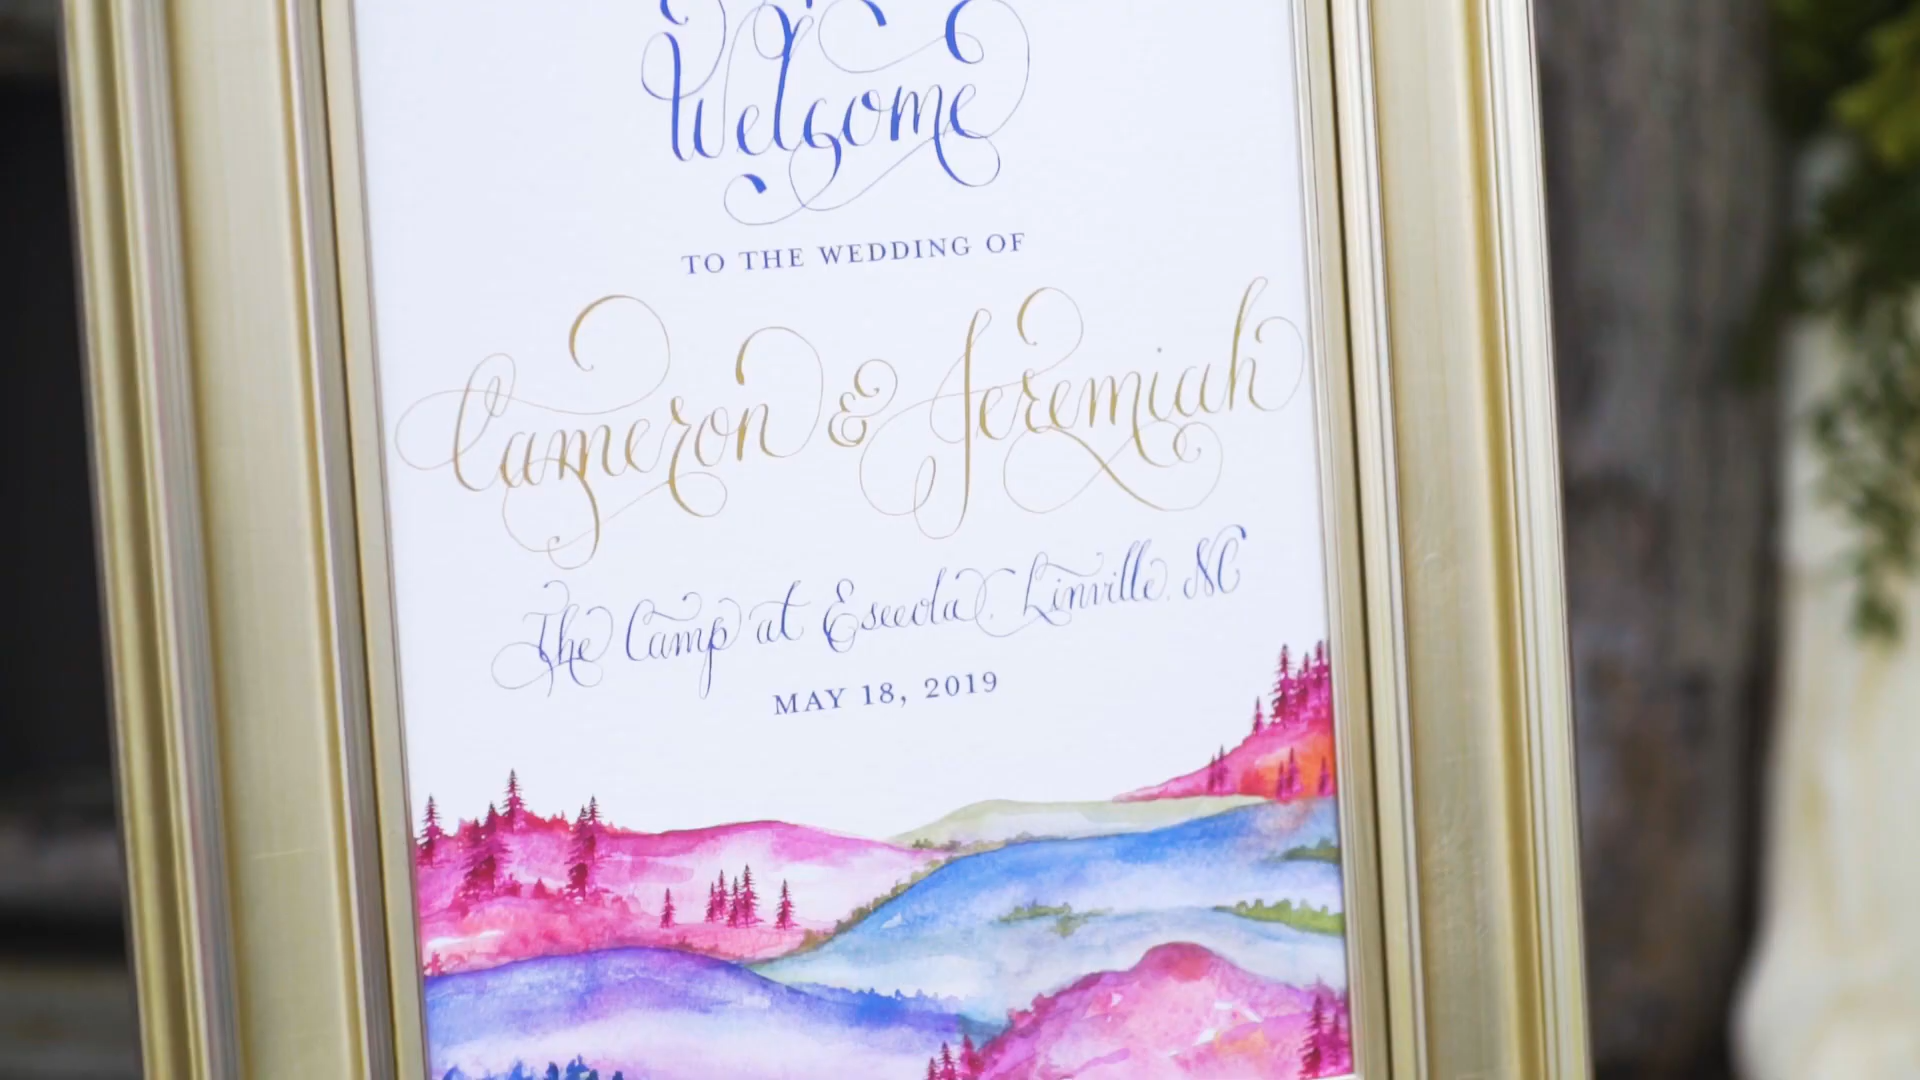 Welcome
TO THE WEDDING OF
Cameron & Jeremiah
The Camp at Eseeola, Linville, NC
MAY 18, 2019